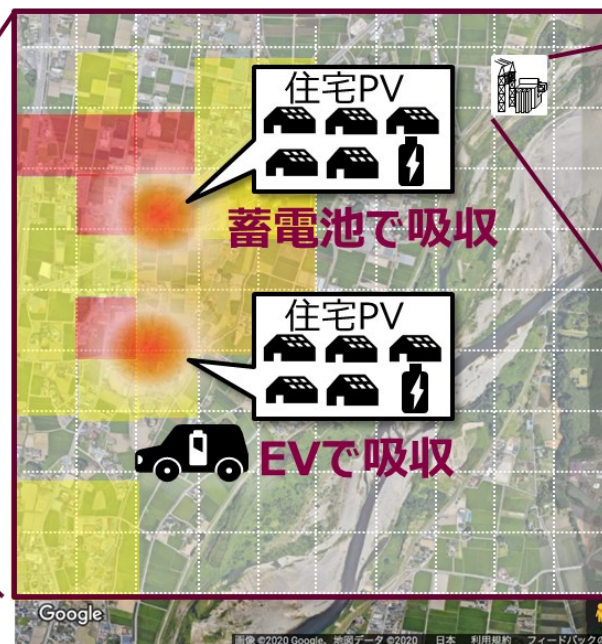 住宅PV
蓄電池で吸収
住宅PV
EVで吸収
Google
画像 ©2020 Google、地図データ ©2020 日本 利用規約 フィードバックの